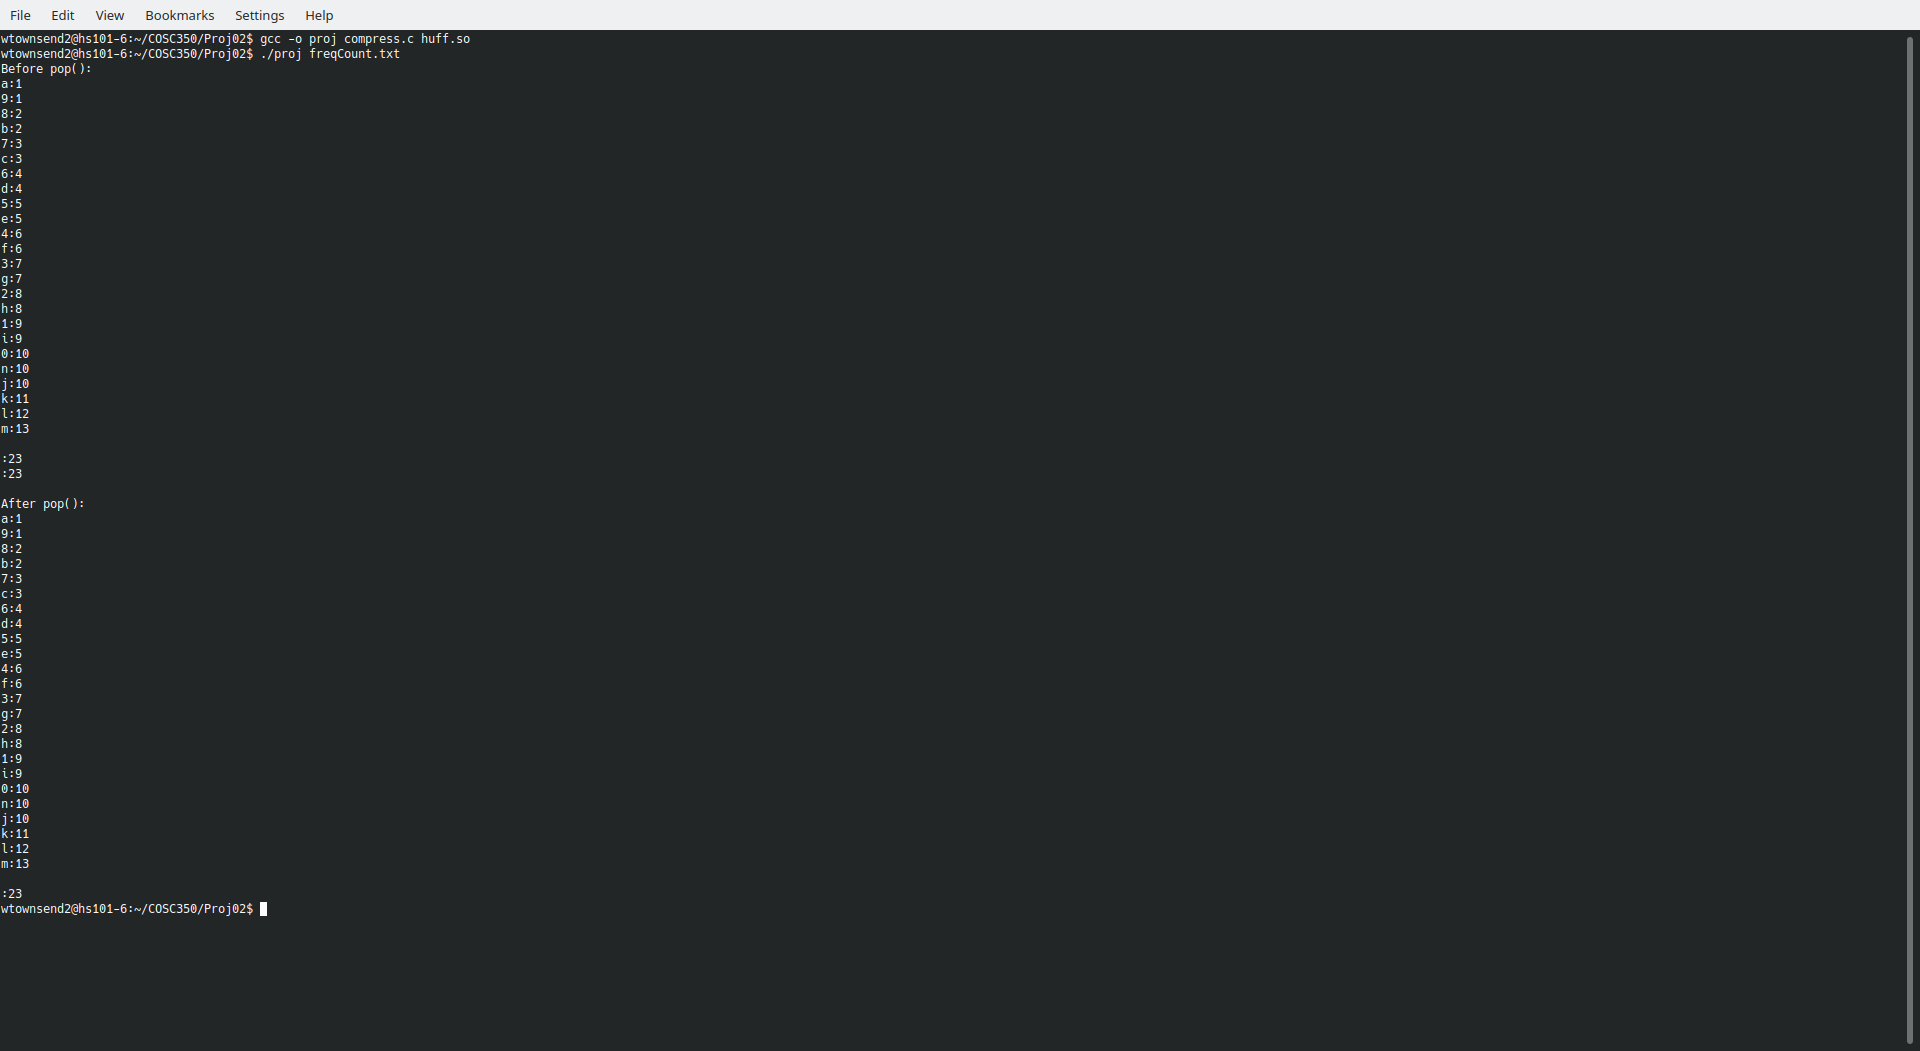 File Edit View Bookmarks Settings Help
wtownsend2@hs101-6:~/COSC350/Proj02$ gcc -o proj compress.c huff.so
wtownsend2@hs101-6:~/COSC350/Proj02$ ./proj freqCount.txt
Before pop():
a:1
9:1
8:2
b:2
7:3
c:3
6:4
d:4
5:5
e:5
4:6
f:6
3:7
g:7
2:8
h:8
1:9
i:9
0:10
n:10
j:10
k:11
l:12
m:13

:23
:23

After pop():
a:1
9:1
8:2
b:2
7:3
c:3
6:4
d:4
5:5
e:5
4:6
f:6
3:7
g:7
2:8
h:8
1:9
i:9
0:10
n:10
j:10
k:11
l:12
m:13

:23
wtownsend2@hs101-6:~/COSC350/Proj02$